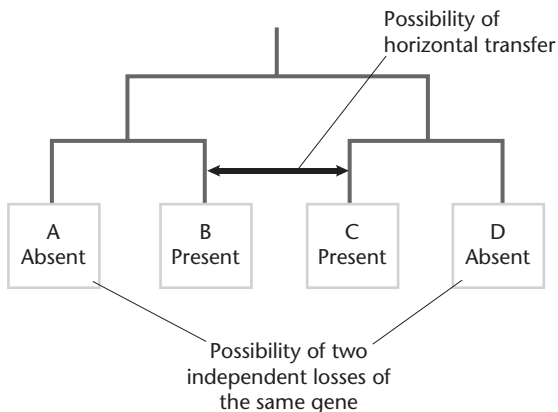 Possibility of
horizontal transfer
A
Absent
B
Present
C
Present
D
Absent
Possibility of two
independent losses of
the same gene